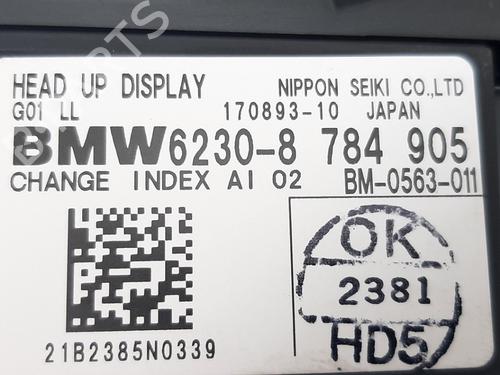 HEAD UP DISPLAY NIPPON SEIKI CO.,LTD
G01 LL 170893-10 JAPAN
BMW6230-8 784 905
CHANGE INDEX AI 02 BM-0563-011
OK
2381
HD5
21B2385N0339